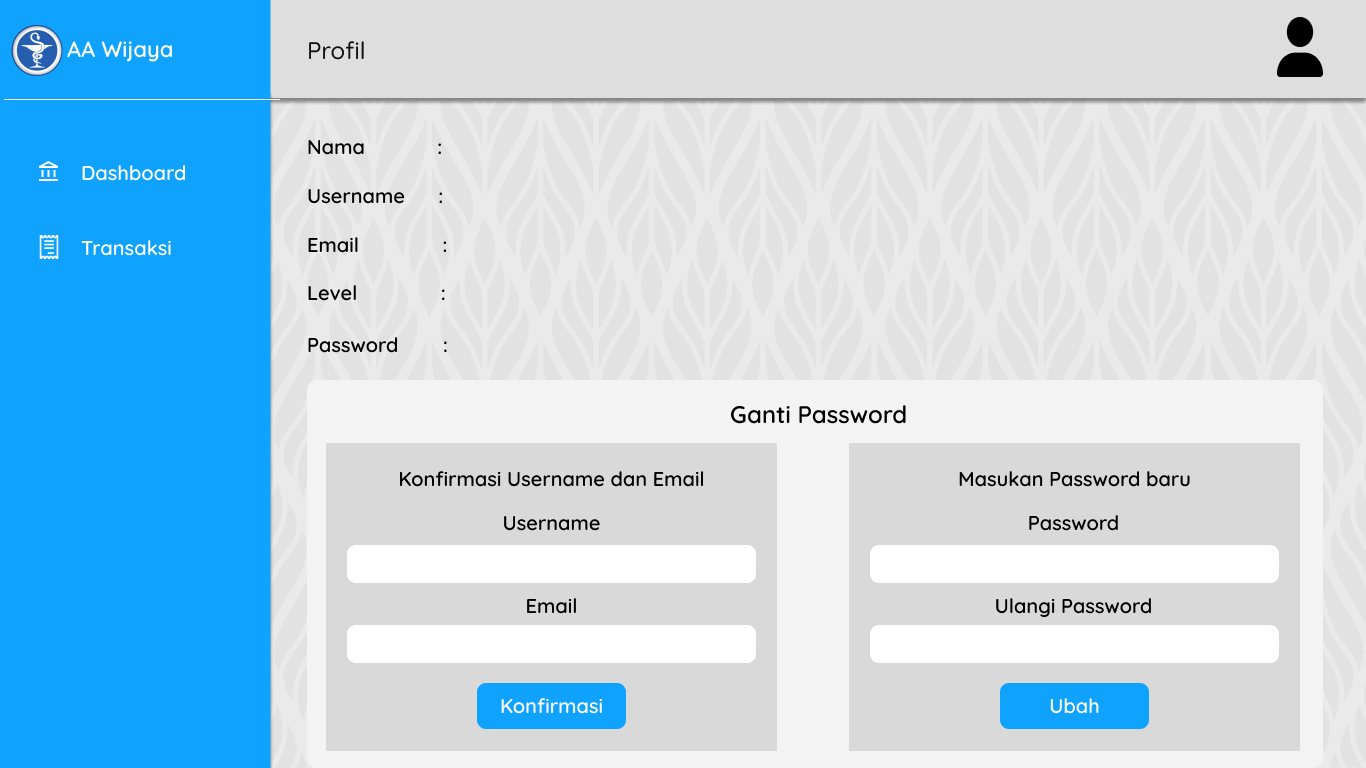 AA Wijaya
Profil
Dashboard
Transaksi
Nama :
Username :
Email :
Level :
Password :
Ganti Password
Konfirmasi Username dan Email
Username
Email
Konfirmasi
Masukan Password baru
Password
Ulangi Password
Ubah